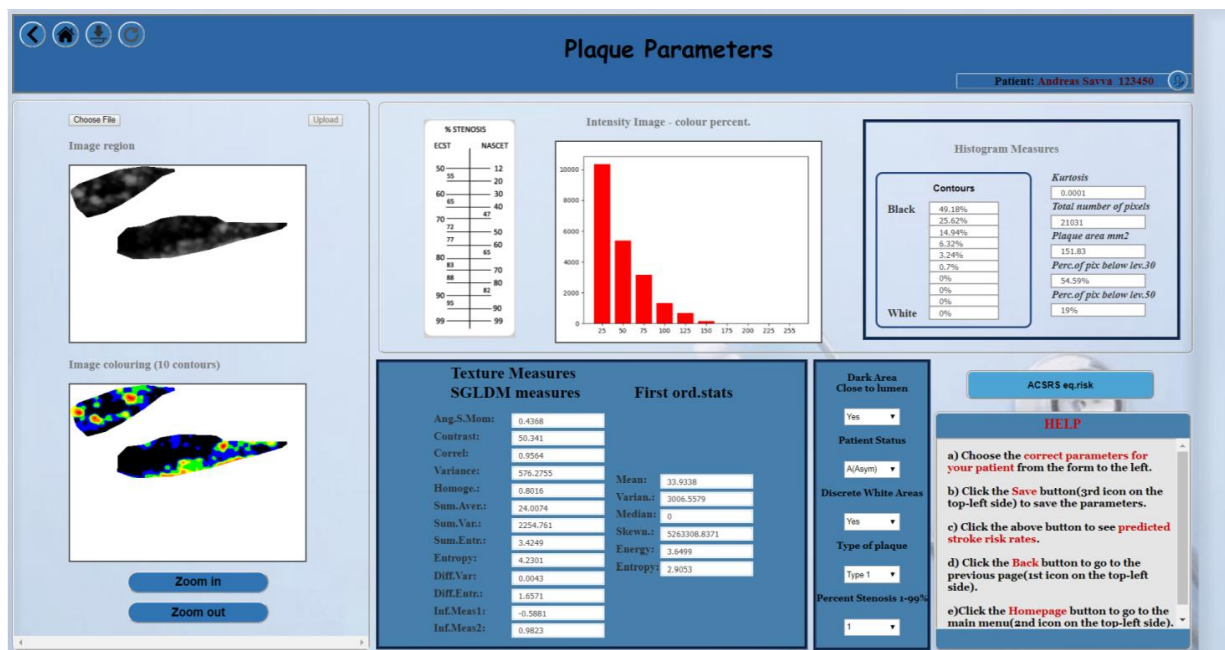 Plaque Parameters
Patient: Andreas Savva 123450
Choose File
Upload
Image region
Image colouring (10 contours)
Zoom in
Zoom out
% STENOSIS
ECST NASCET
50 12
55
20
60 30
65
40
70 47
72 50
77 60
80 65
83 70
88 80
90 82
95 90
99 99
Intensity Image - colour percent.
10000
8000
6000
4000
2000
0
25 50 75 100 125 150 175 200 225 255
Histogram Measures
Contours
Black 49.18%
25.62%
14.94%
6.32%
3.24%
0.7%
0%
0%
0%
White 0%
Kurtosis
0.0001
Total number of pixels
21031
Plaque area mm2
151.83
Perc.of pix below lev.30
54.59%
Perc.of pix below lev.50
19%
Texture Measures
SGLDM measures
Ang.S.Mom: 0.4368
Contrast: 50.341
Correl: 0.9564
Variance: 576.2755
Homoge.: 0.8016
Sum.Aver.: 24.0074
Sum.Var.: 2254.761
Sum.Entr.: 3.4249
Entropy: 4.2301
Diff.Var: 0.0043
Diff.Entr.: 1.6571
Inf.Meas1: -0.5881
Inf.Meas2: 0.9823
First ord.stats
Mean: 33.9338
Varian.: 3006.5579
Median: 0
Skewn.: 5263308.8371
Energy: 3.6499
Entropy: 2.9053
Dark Area
Close to lumen
Yes
Patient Status
A(Asym)
Discrete White Areas
Yes
Type of plaque
Type 1
Percent Stenosis 1-99%
1
ACSRS eq.risk
HELP
a) Choose the correct parameters for
your patient from the form to the left.
b) Click the Save button(3rd icon on the
top-left side) to save the parameters.
c) Click the above button to see predicted
stroke risk rates.
d) Click the Back button to go to the
previous page(1st icon on the top-left
side).
e)Click the Homepage button to go to the
main menu(2nd icon on the top-left side).